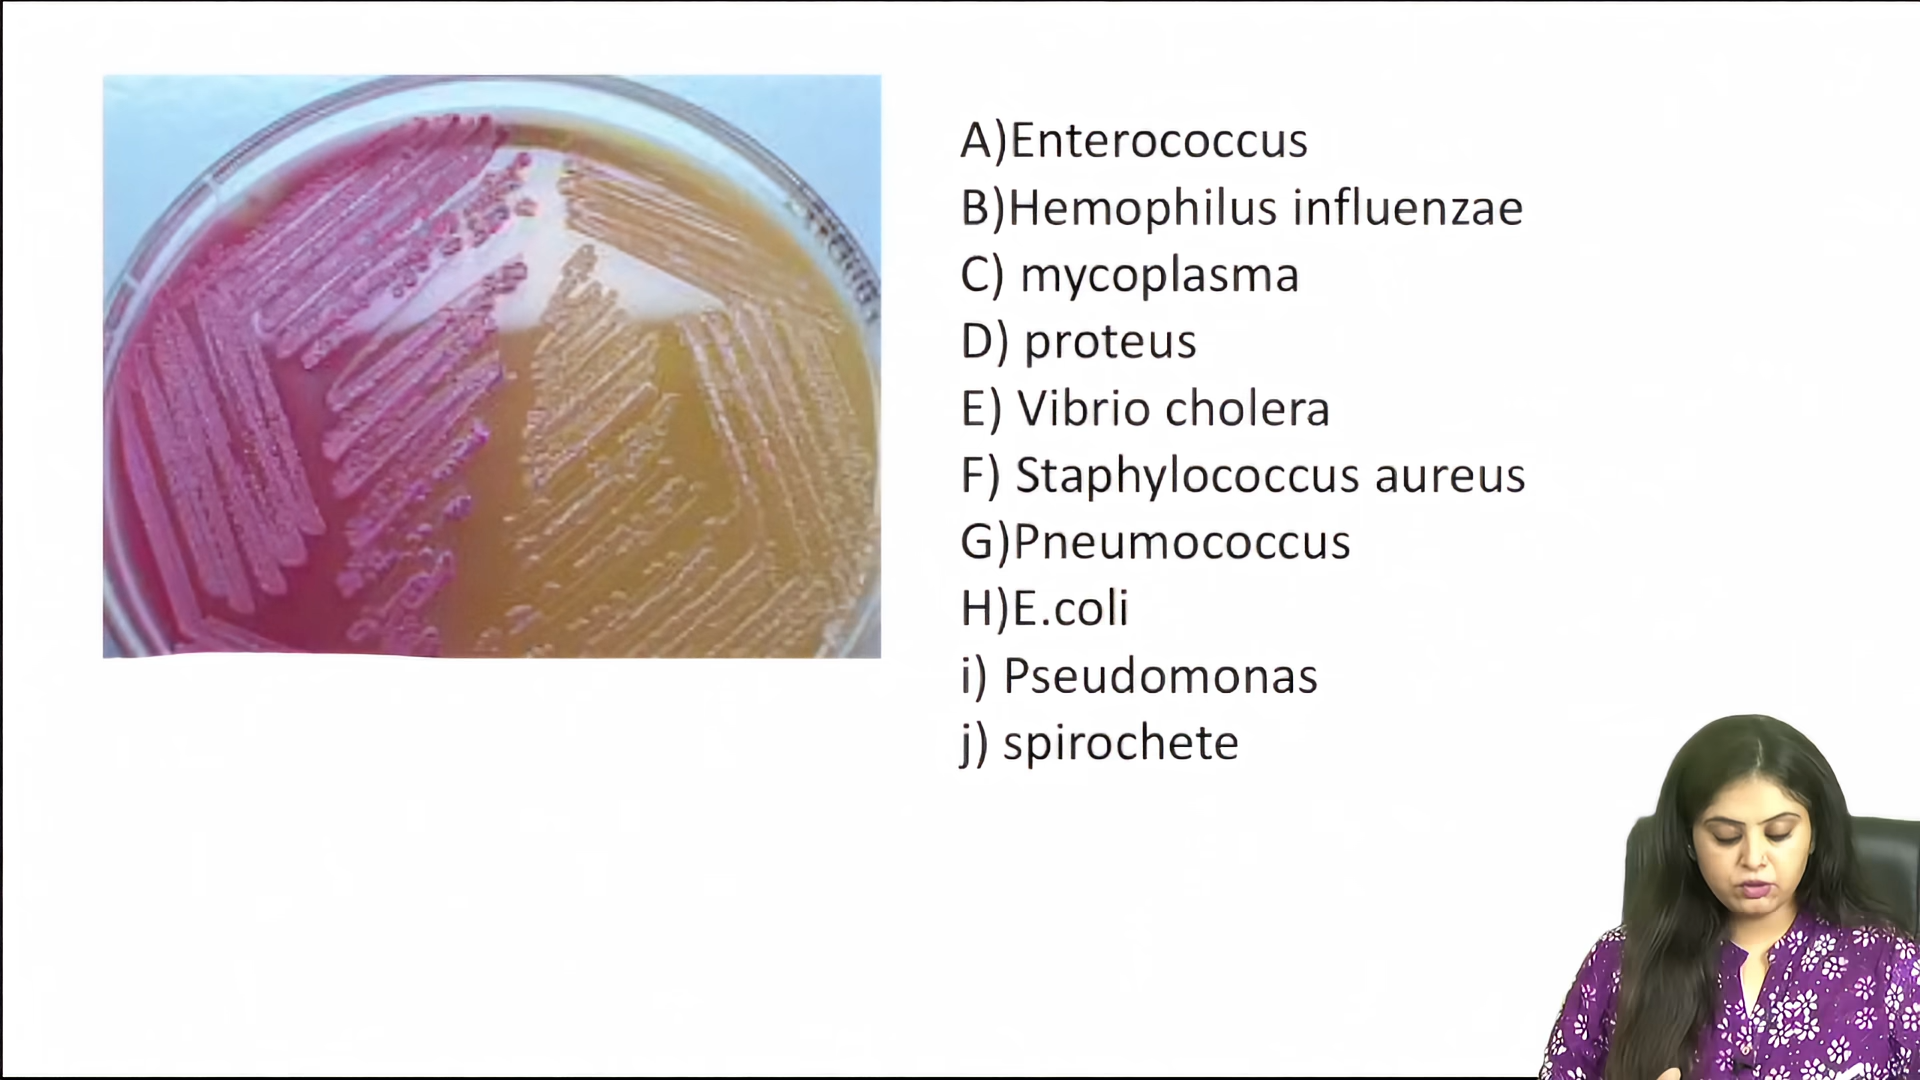 A)Enterococcus
B)Hemophilus influenzae
C) mycoplasma
D) proteus
E) Vibrio cholera
F) Staphylococcus aureus
G)Pneumococcus
H)E.coli
i) Pseudomonas
j) spirochete